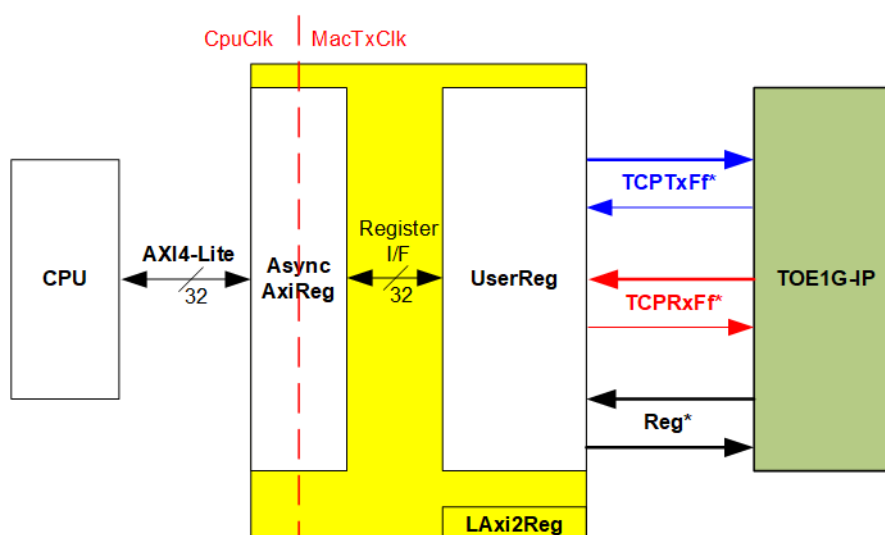 CpuClk
MacTxClk
CPU
AXI4-Lite
32
Async
AxiReg
Register
I/F
32
UserReg
TCPTxFf*
TCPRxFf*
Reg*
TOE1G-IP
LAxi2Reg